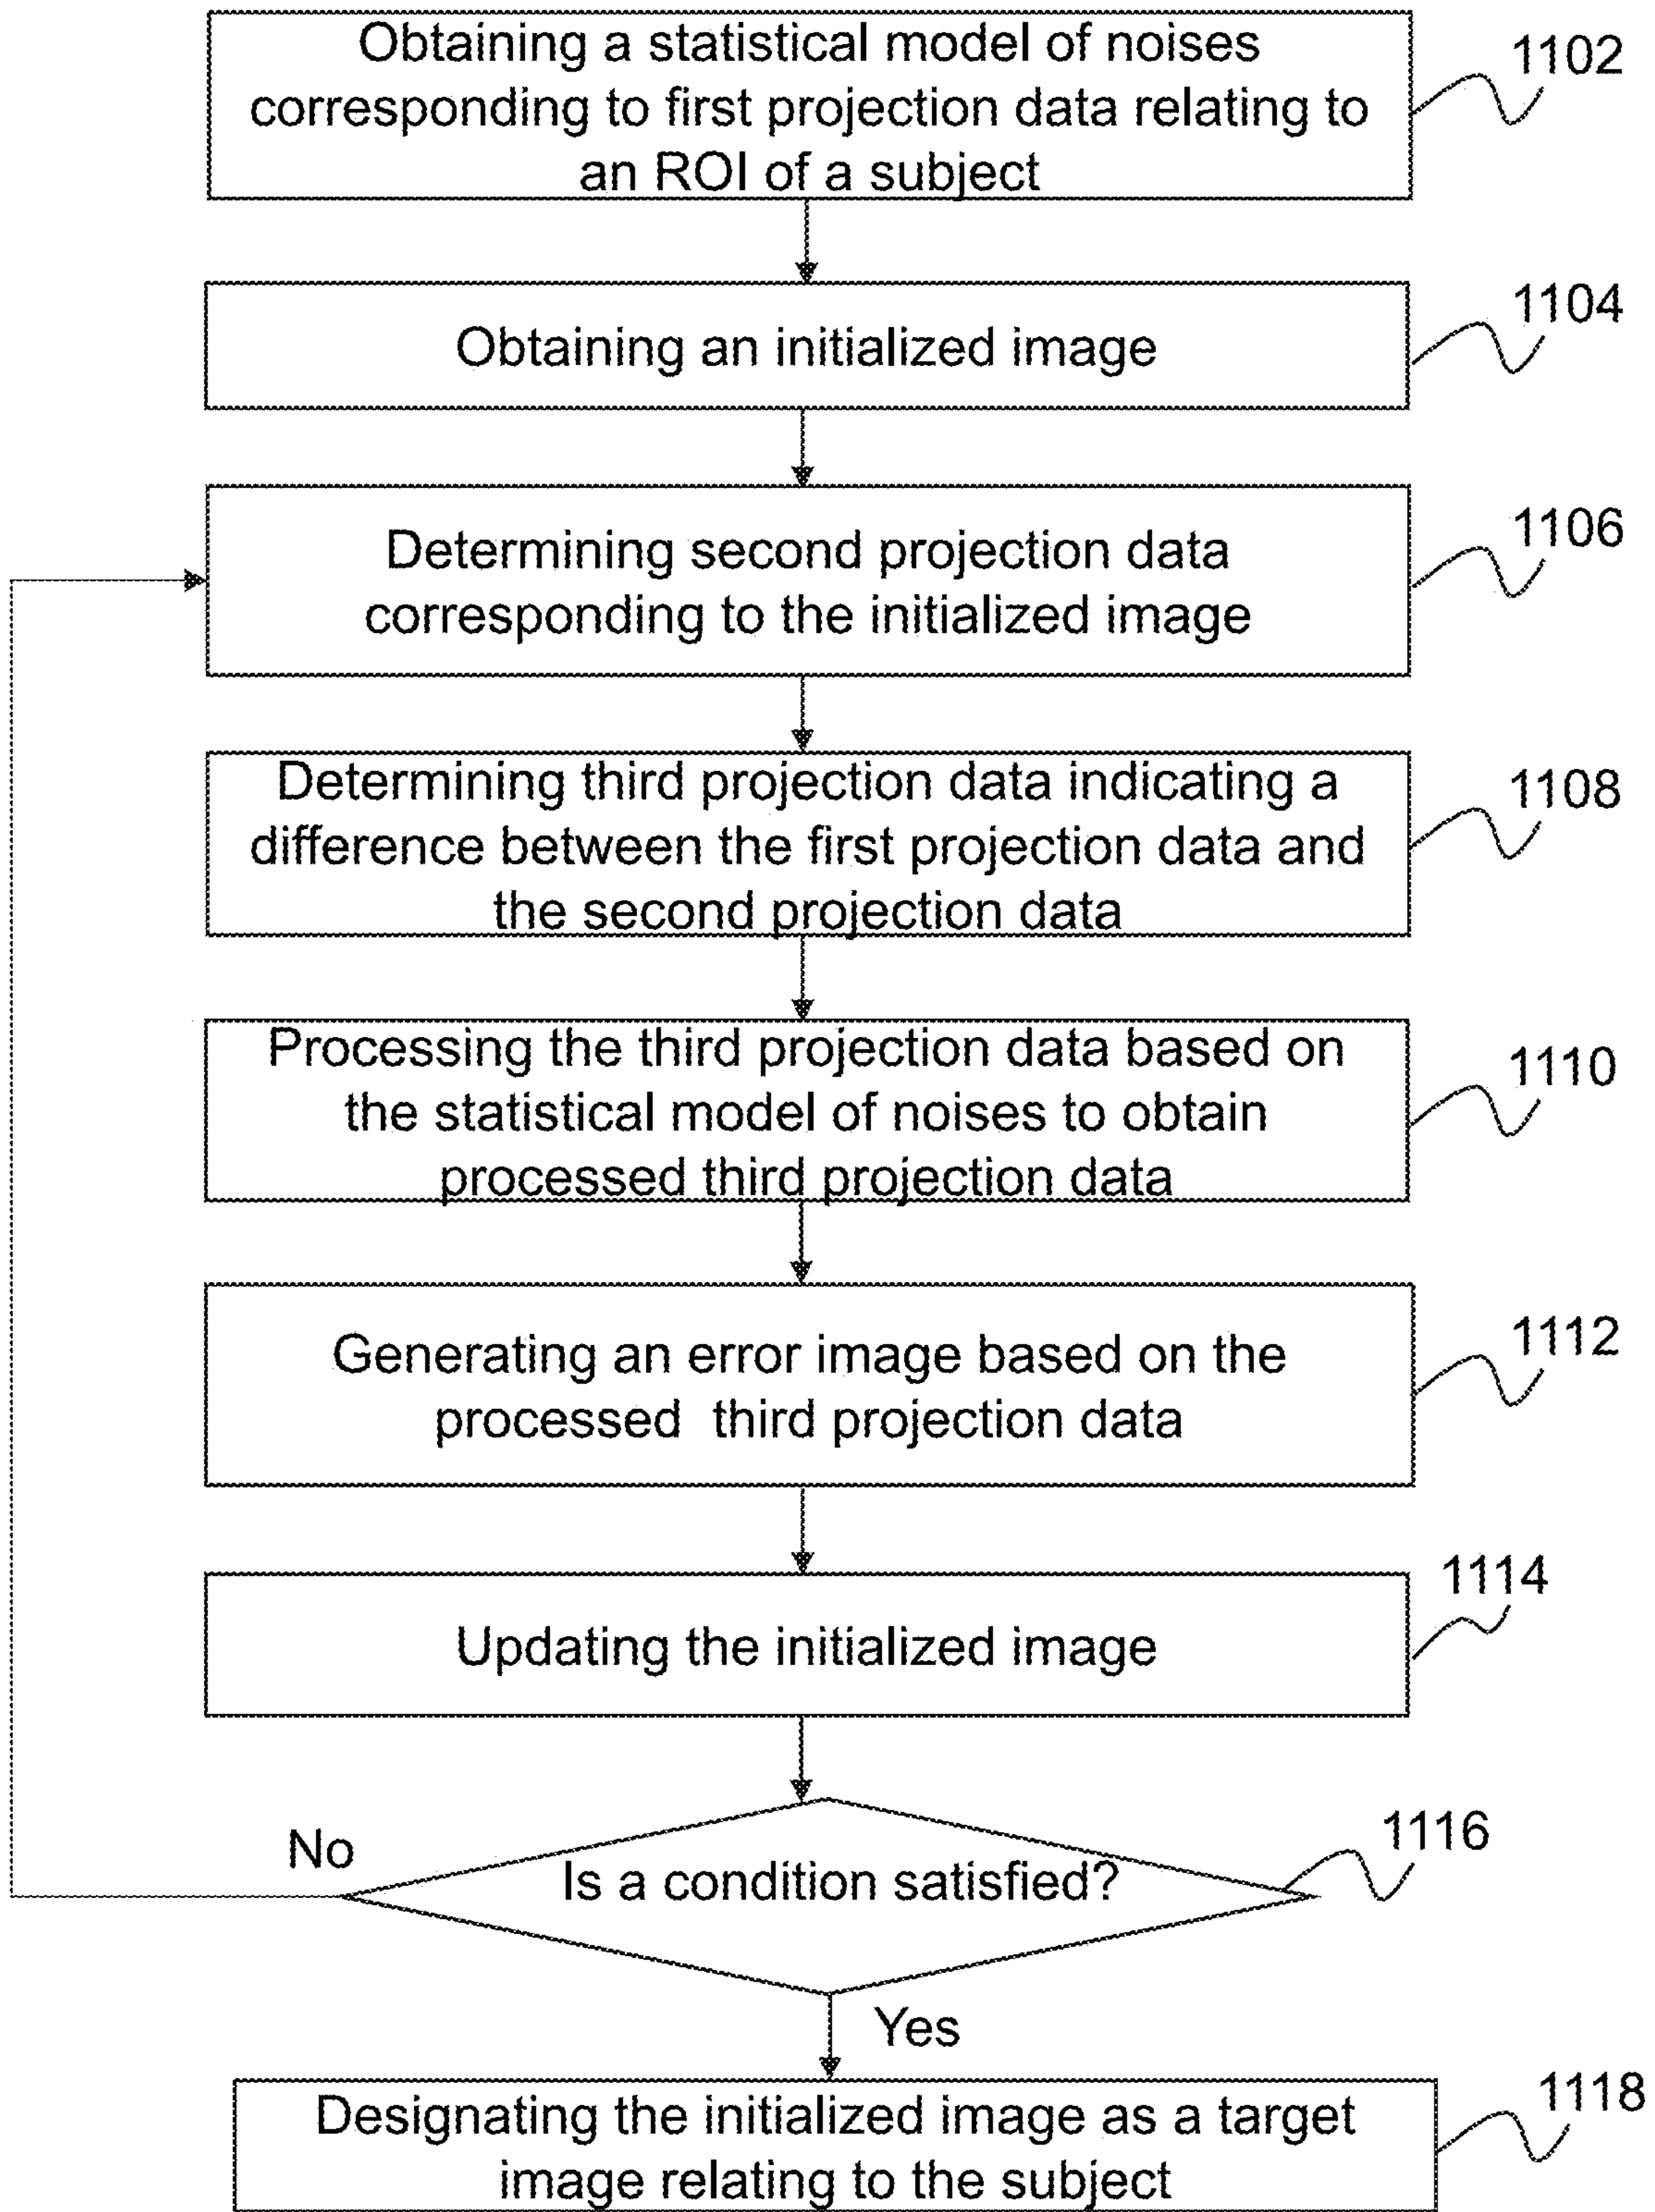 Obtaining a statistical model of noises
corresponding to first projection data relating to
an ROI of a subject
1102
Obtaining an initialized image
1104
Determining second projection data
corresponding to the initialized image
1106
Determining third projection data indicating a
difference between the first projection data and
the second projection data
1108
Processing the third projection data based on
the statistical model of noises to obtain
processed third projection data
1110
Generating an error image based on the
processed third projection data
1112
Updating the initialized image
1114
No
Is a condition satisfied?
1116
Yes
Designating the initialized image as a target
image relating to the subject
1118